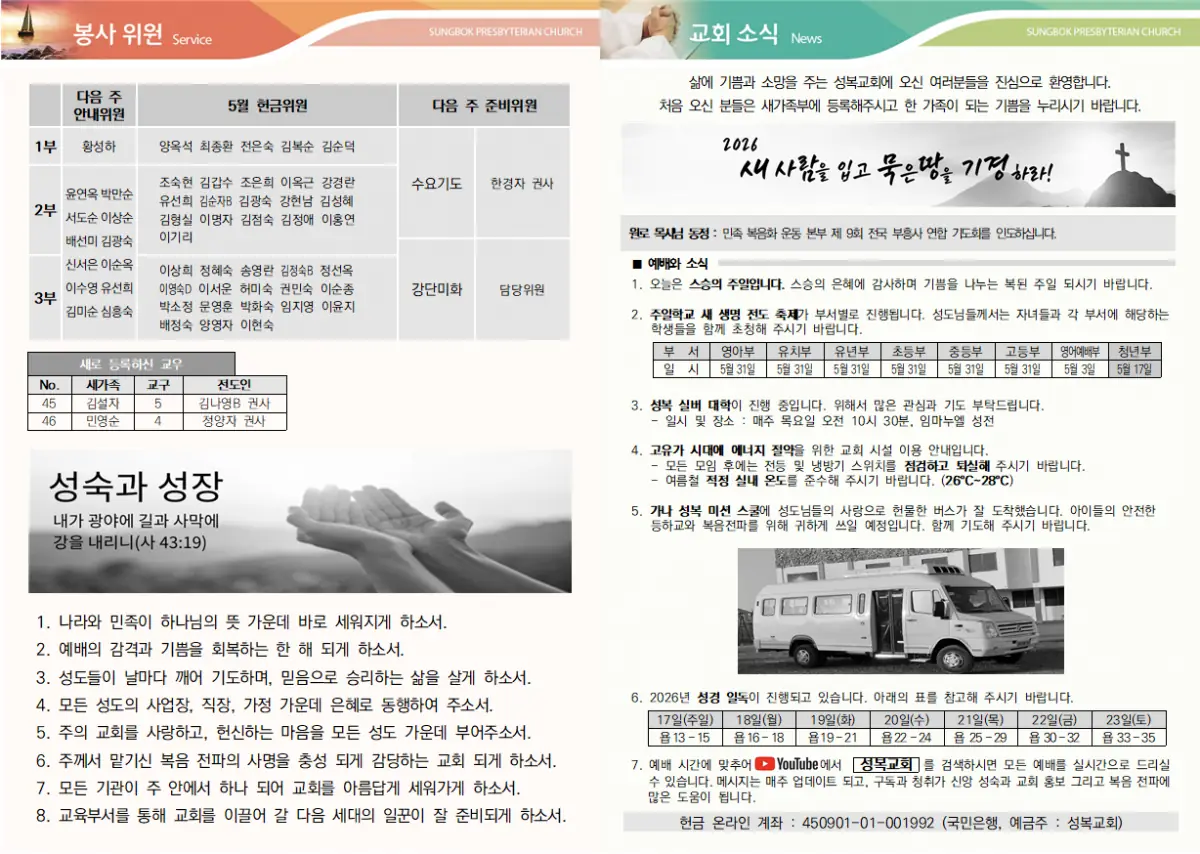 봉사 위원 Service
SUNGBOK PRESBYTERIAN CHURCH
다음 주 안내위원 5월 헌금위원 다음 주 준비위원
1부 황성하 양옥석 최종환 전은숙 김복순 김순덕
2부
윤연옥 박만순
서도순 이상순
배선미 김광숙
조숙현 김갑수 조은희 이옥근 강경란
유선희 김순자B 김광숙 강현남 김성혜
김형실 이명자 김점숙 김정애 이홍연
이기리
3부
신서은 이순옥
이수영 유선희
김미순 심흥숙
이상희 정혜숙 송영란 김정숙B 정선옥
이영숙D 이서운 허미숙 권민숙 이순종
박소정 문영훈 박화숙 임지영 이윤지
배정숙 양영자 이현숙
수요기도 한경자 권사
강단미화 담당위원
새로 등록하신 교우
No. 새가족 교구 전도인
45 김설자 5 김나영B 권사
46 민영순 4 정양자 권사
성숙과 성장
내가 광야에 길과 사막에
강을 내리니(사 43:19)
1. 나라와 민족이 하나님의 뜻 가운데 바로 세워지게 하소서.
2. 예배의 감격과 기쁨을 회복하는 한 해 되게 하소서.
3. 성도들이 날마다 깨어 기도하며, 믿음으로 승리하는 삶을 살게 하소서.
4. 모든 성도의 사업장, 직장, 가정 가운데 은혜로 동행하여 주소서.
5. 주의 교회를 사랑하고, 헌신하는 마음을 모든 성도 가운데 부어주소서.
6. 주께서 맡기신 복음 전파의 사명을 충성 되게 감당하는 교회 되게 하소서.
7. 모든 기관이 주 안에서 하나 되어 교회를 아름답게 세워가게 하소서.
8. 교육부서를 통해 교회를 이끌어 갈 다음 세대의 일꾼이 잘 준비되게 하소서.
교회 소식 News
SUNGBOK PRESBYTERIAN CHURCH
삶에 기쁨과 소망을 주는 성복교회에 오신 여러분들을 진심으로 환영합니다.
처음 오신 분들은 새가족부에 등록해주시고 한 가족이 되는 기쁨을 누리시기 바랍니다.
2026
새 사람을 입고 묵은 땅을 기경 하라!
원로 목사님 동정 : 민족 복음화 운동 본부 제 9회 전국 부흥사 연합 기도회를 인도하십니다.
■ 예배와 소식
1. 오늘은 스승의 주일입니다. 스승의 은혜에 감사하며 기쁨을 나누는 복된 주일 되시기 바랍니다.
2. 주일학교 새 생명 전도 축제가 부서별로 진행됩니다. 성도님들께서는 자녀들과 각 부서에 해당하는
학생들을 함께 초청해 주시기 바랍니다.
부 서 영아부 유치부 유년부 초등부 중등부 고등부 영어예배부 청년부
일 시 5월 31일 5월 31일 5월 31일 5월 31일 5월 31일 5월 31일 5월 3일 5월 17일
3. 성복 실버 대학이 진행 중입니다. 위해서 많은 관심과 기도 부탁드립니다.
- 일시 및 장소 : 매주 목요일 오전 10시 30분, 임마누엘 성전
4. 고유가 시대에 에너지 절약을 위한 교회 시설 이용 안내입니다.
- 모든 모임 후에는 전등 및 냉방기 스위치를 점검하고 퇴실해 주시기 바랍니다.
- 여름철 적정 실내 온도를 준수해 주시기 바랍니다. (26℃~28℃)
5. 가나 성복 미션 스쿨에 성도님들의 사랑으로 헌물한 버스가 잘 도착했습니다. 아이들의 안전한
등하교와 복음전파를 위해 귀하게 쓰일 예정입니다. 함께 기도해 주시기 바랍니다.
6. 2026년 성경 일독이 진행되고 있습니다. 아래의 표를 참고해 주시기 바랍니다.
17일(주일) 18일(월) 19일(화) 20일(수) 21일(목) 22일(금) 23일(토)
욥 13 - 15 욥 16 - 18 욥 19 - 21 욥 22 - 24 욥 25 - 29 욥 30 - 32 욥 33 - 35
7. 예배 시간에 맞추어 YouTube에서 성복교회 를 검색하시면 모든 예배를 실시간으로 드리실
수 있습니다. 메시지는 매주 업데이트 되고, 구독과 청취가 신앙 성숙과 교회 홍보 그리고 복음 전파에
많은 도움이 됩니다.
헌금 온라인 계좌 : 450901-01-001992 (국민은행, 예금주 : 성복교회)